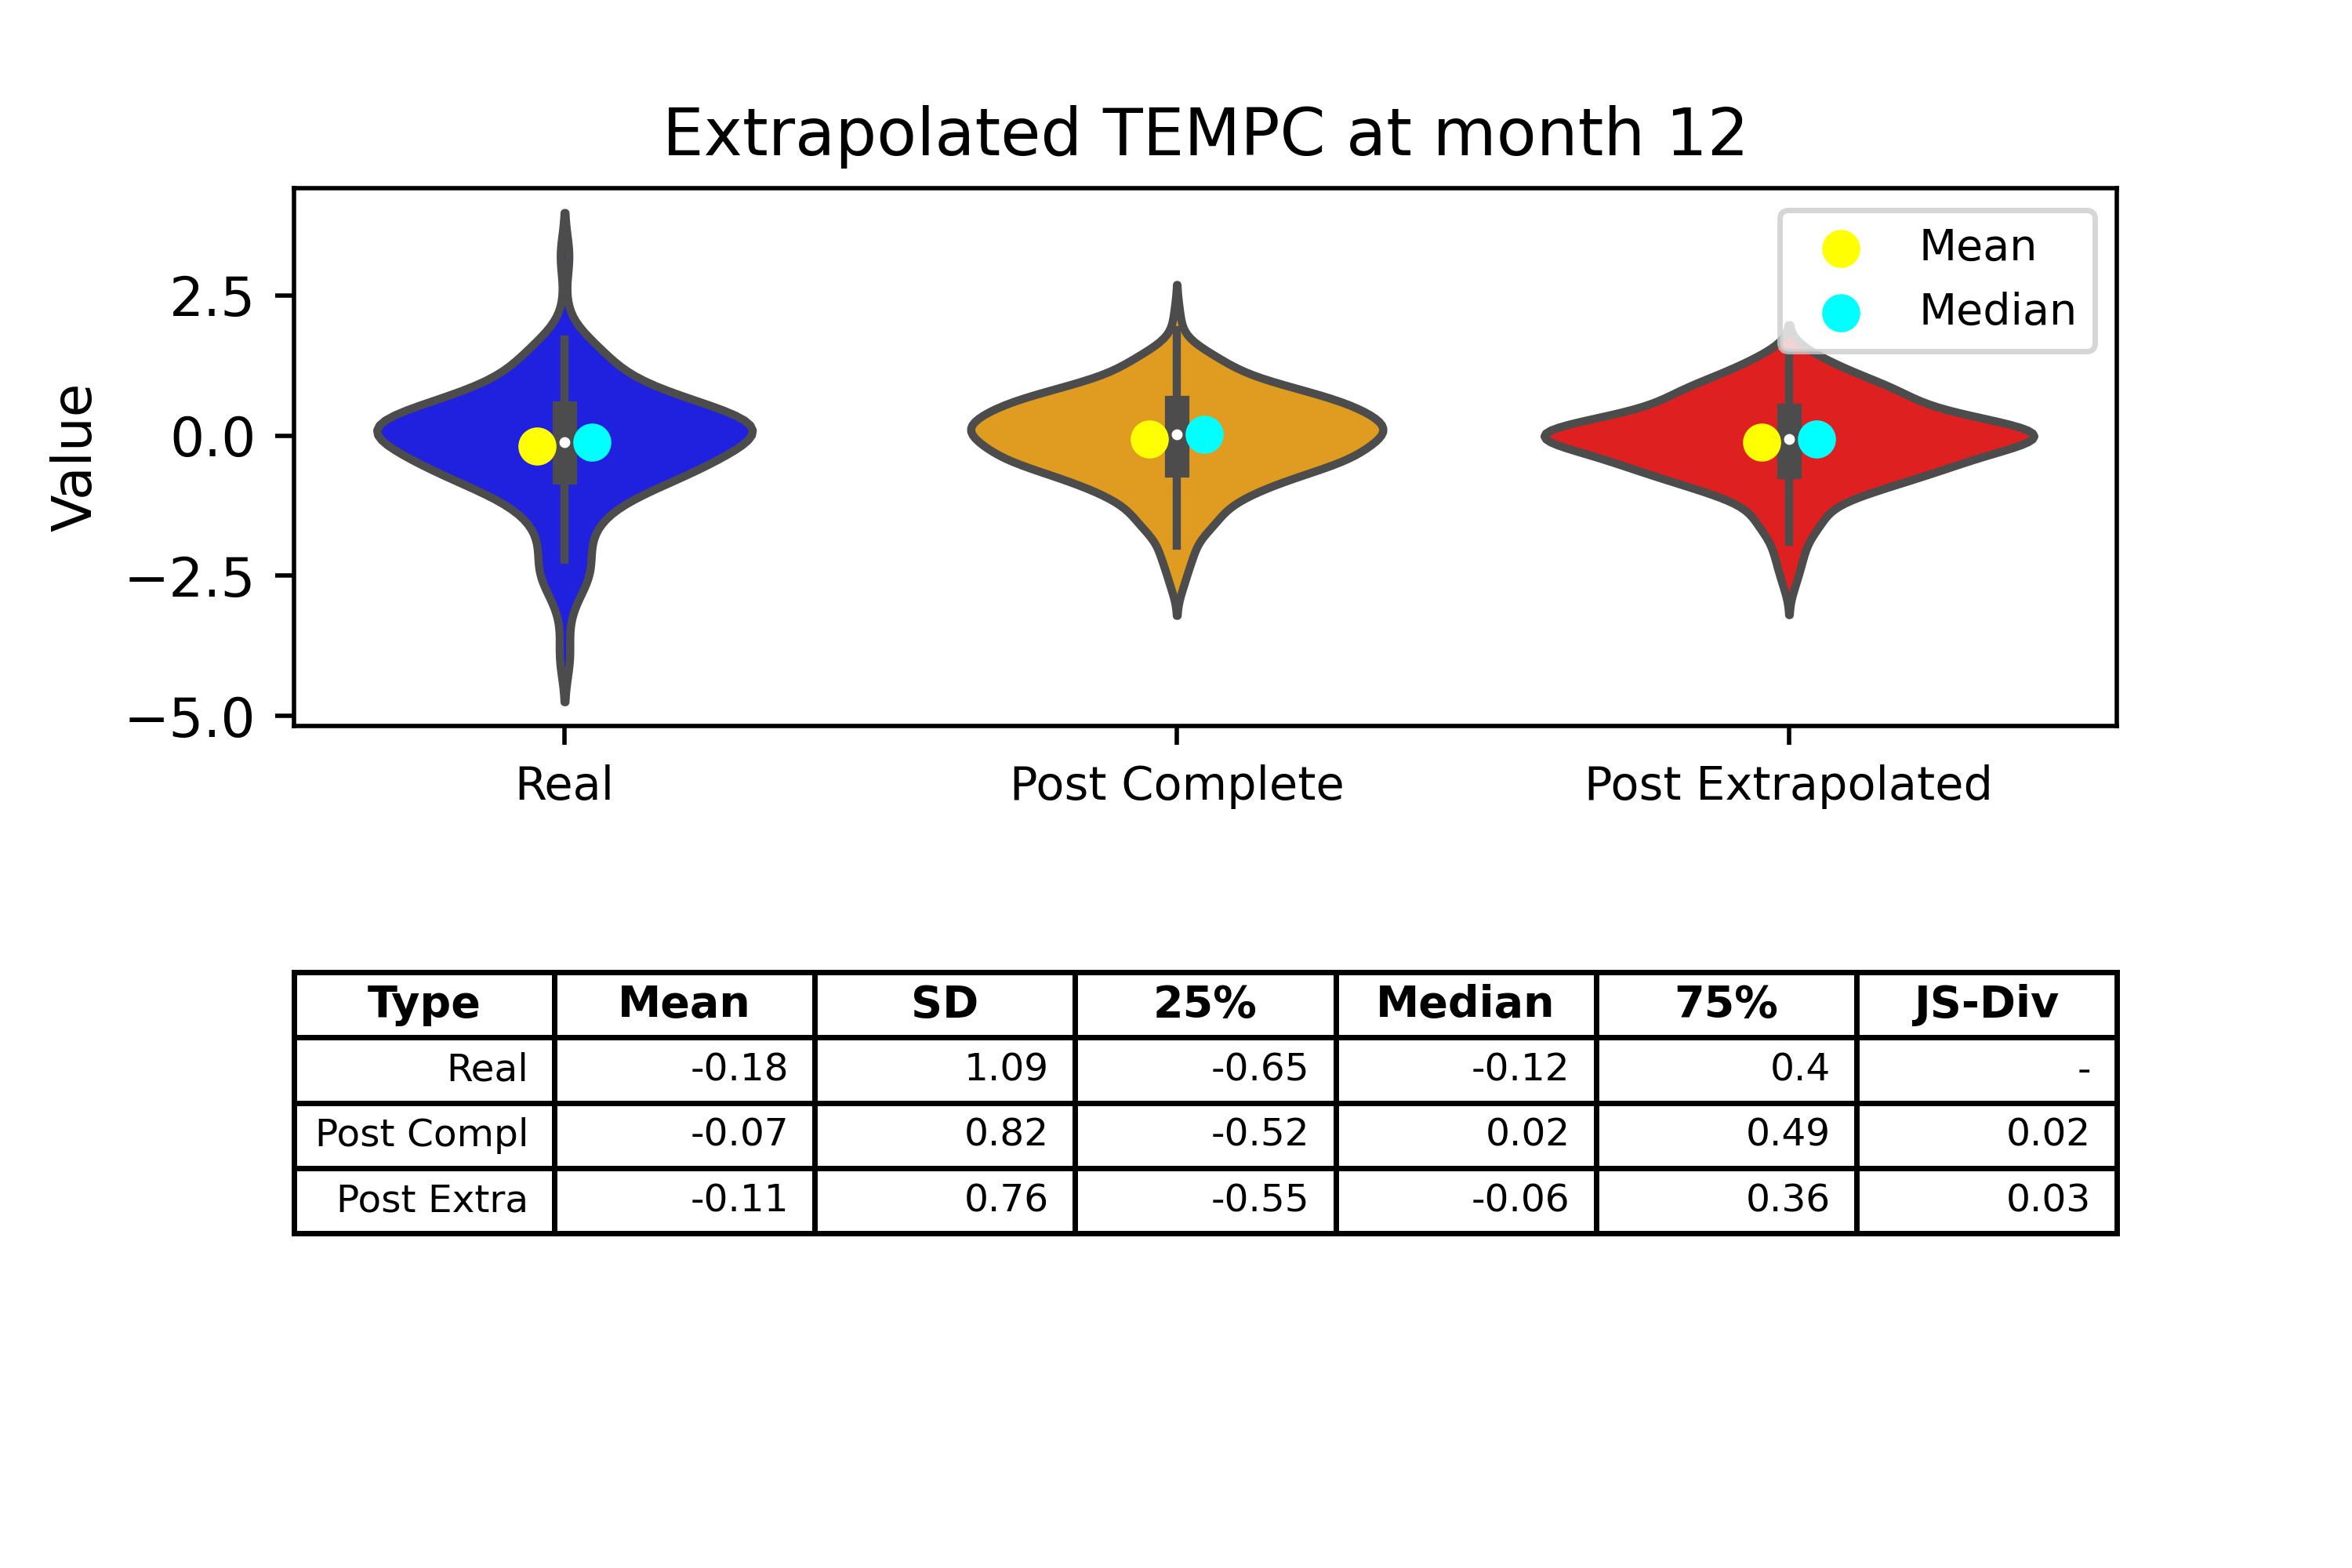 Extrapolated TEMPC at month 12
Mean
Median
Value
2.5
0.0
−2.5
−5.0
Real Post Complete Post Extrapolated
Type Mean SD 25% Median 75% JS-Div
Real -0.18 1.09 -0.65 -0.12 0.4 -
Post Compl -0.07 0.82 -0.52 0.02 0.49 0.02
Post Extra -0.11 0.76 -0.55 -0.06 0.36 0.03